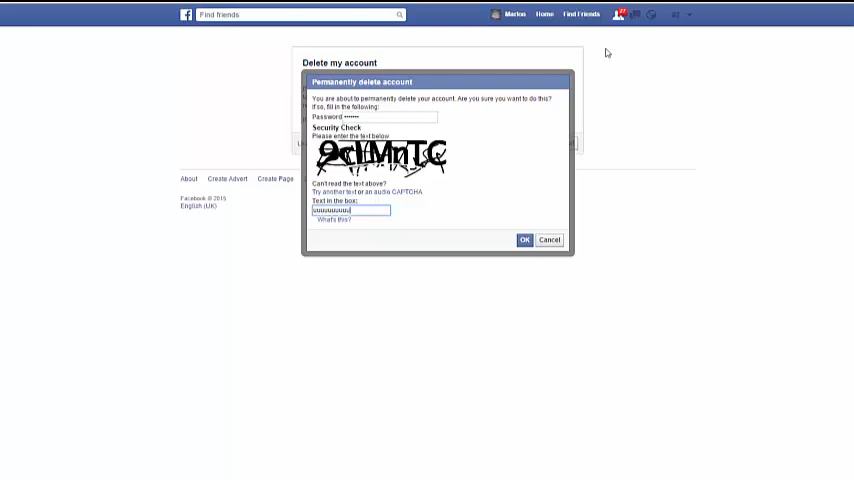 f
Find friends
Marlon Home Find Friends 27
Delete my account
Permanently delete account
You are about to permanently delete your account. Are you sure you want to do this?
If so, fill in the following:
Password: •••••••
Security Check
Please enter the text below
Can't read the text above?
Try another text or an audio CAPTCHA
Text in the box:
What's this?
OK Cancel
About Create Advert Create Page
Facebook © 2015
English (UK)